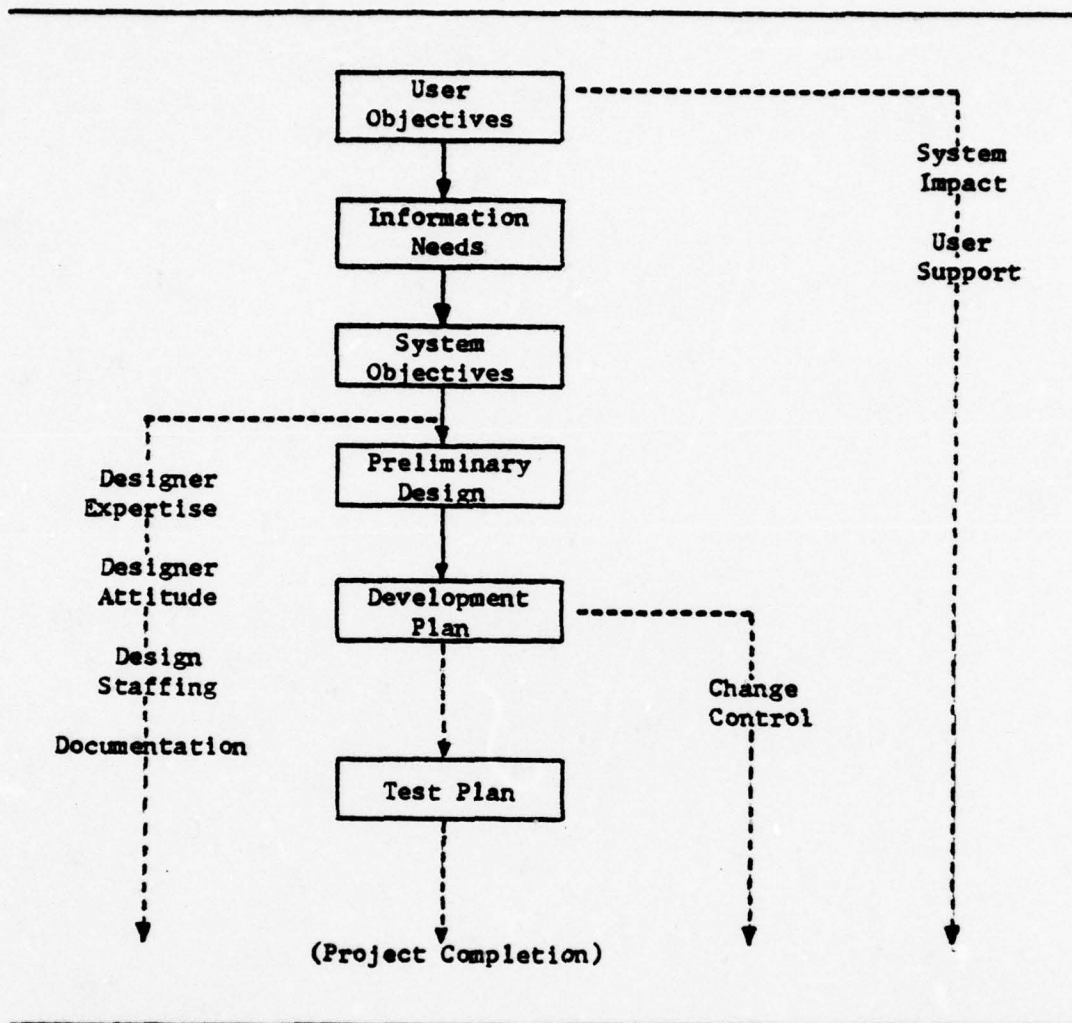 User
Objectives
System
Impact
Information
Needs
User
Support
System
Objectives
Preliminary
Design
Designer
Expertise
Designer
Attitude
Development
Plan
Design
Staffing
Change
Control
Documentation
Test Plan
(Project Completion)